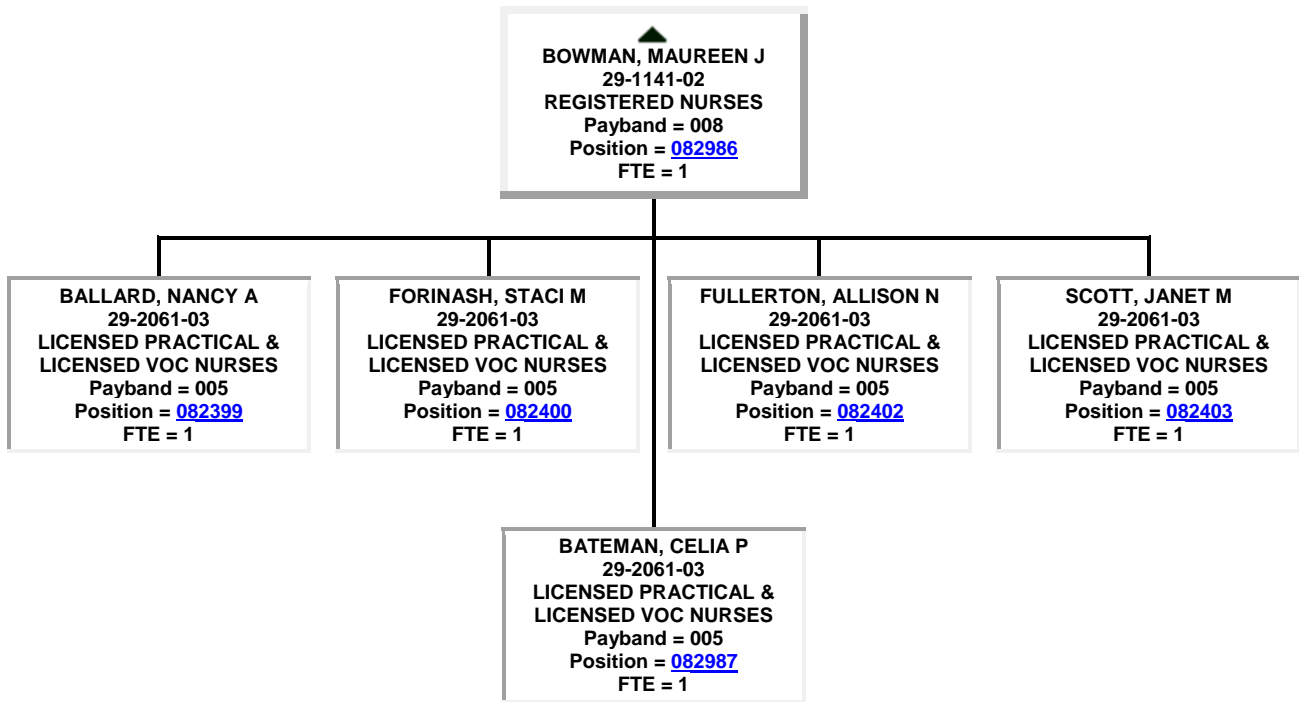 BOWMAN, MAUREEN J
29-1141-02
REGISTERED NURSES
Payband = 008
Position = 082986
FTE = 1
BALLARD, NANCY A
29-2061-03
LICENSED PRACTICAL &
LICENSED VOC NURSES
Payband = 005
Position = 082399
FTE = 1
FORINASH, STACI M
29-2061-03
LICENSED PRACTICAL &
LICENSED VOC NURSES
Payband = 005
Position = 082400
FTE = 1
FULLERTON, ALLISON N
29-2061-03
LICENSED PRACTICAL &
LICENSED VOC NURSES
Payband = 005
Position = 082402
FTE = 1
SCOTT, JANET M
29-2061-03
LICENSED PRACTICAL &
LICENSED VOC NURSES
Payband = 005
Position = 082403
FTE = 1
BATEMAN, CELIA P
29-2061-03
LICENSED PRACTICAL &
LICENSED VOC NURSES
Payband = 005
Position = 082987
FTE = 1